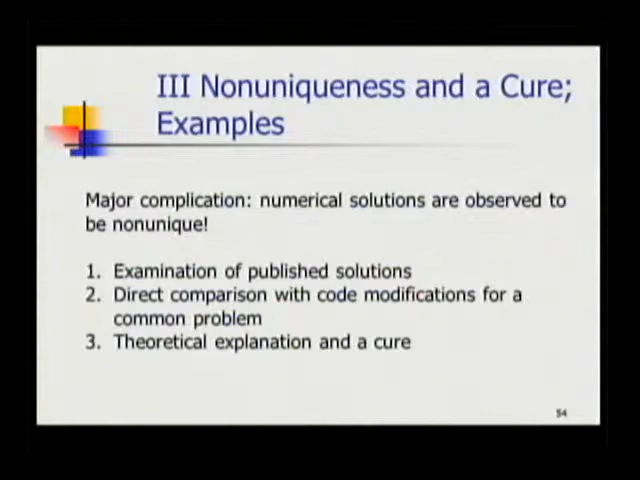 III Nonuniqueness and a Cure;
Examples
Major complication: numerical solutions are observed to
be nonunique!
1. Examination of published solutions
2. Direct comparison with code modifications for a
common problem
3. Theoretical explanation and a cure
54